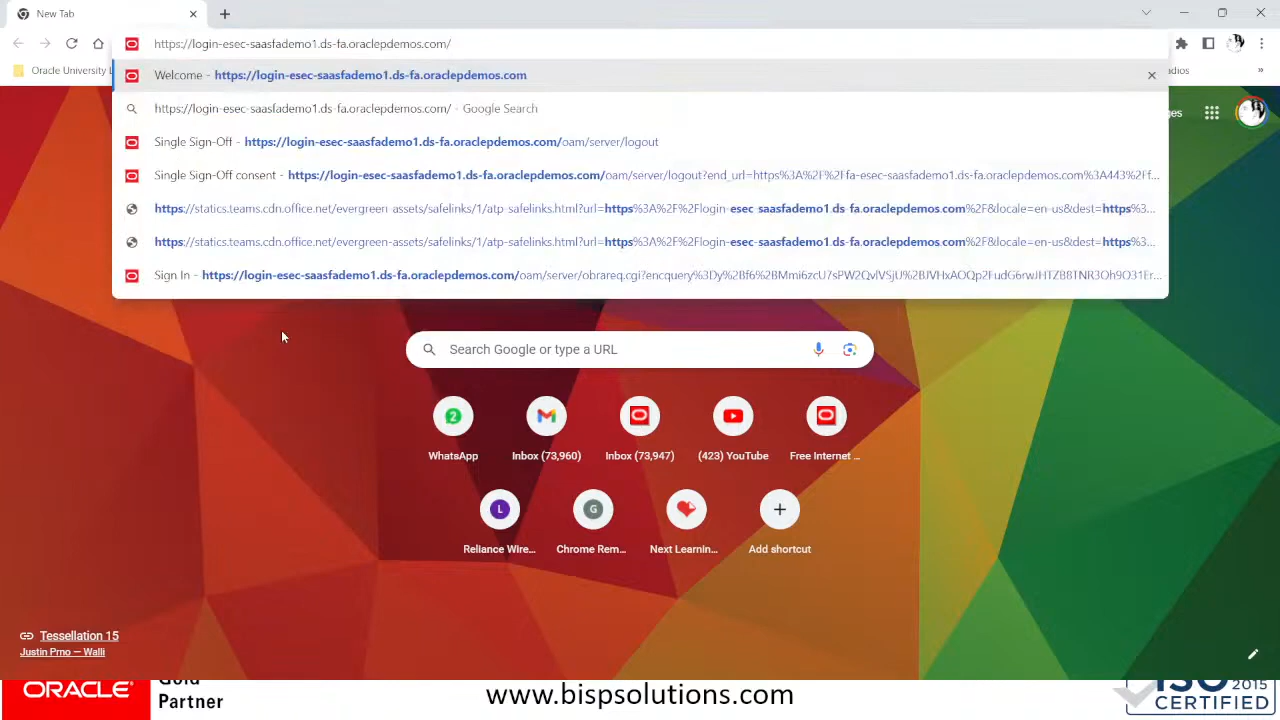 New Tab
https://login-esec-saasfademo1.ds-fa.oraclepdemos.com/
Oracle University
Welcome - https://login-esec-saasfademo1.ds-fa.oraclepdemos.com
https://login-esec-saasfademo1.ds-fa.oraclepdemos.com/ - Google Search
Single Sign-Off - https://login-esec-saasfademo1.ds-fa.oraclepdemos.com/oam/server/logout
Single Sign-Off consent - https://login-esec-saasfademo1.ds-fa.oraclepdemos.com/oam/server/logout?end_url=https%3A%2F%2Ffa-esec-saasfademo1.ds-fa.oraclepdemos.com%3A443%2Ff...
https://statics.teams.cdn.office.net/evergreen-assets/safelinks/1/atp-safelinks.html?url=https%3A%2F%2Flogin-esec-saasfademo1.ds-fa.oraclepdemos.com%2F&locale=en-us&dest=https%3...
https://statics.teams.cdn.office.net/evergreen-assets/safelinks/1/atp-safelinks.html?url=https%3A%2F%2Flogin-esec-saasfademo1.ds-fa.oraclepdemos.com%2F&locale=en-us&dest=https%3...
Sign In - https://login-esec-saasfademo1.ds-fa.oraclepdemos.com/oam/server/obrareq.cgi?encquery%3Dy%2Bf6%2BMmi6zcU7sPW2QvlVSjU%2BJVHxAOQp2FudG6rwJHTZB8TNR3Oh9O31Er...
Search Google or type a URL
WhatsApp
Inbox (73,960)
Inbox (73,947)
(423) YouTube
Free Internet ...
Reliance Wire...
Chrome Rem...
Next Learnin...
Add shortcut
Tessellation 15
Justin Prno — Walli
ORACLE
Gold
Partner
www.bispsolutions.com
ISO 2015
CERTIFIED